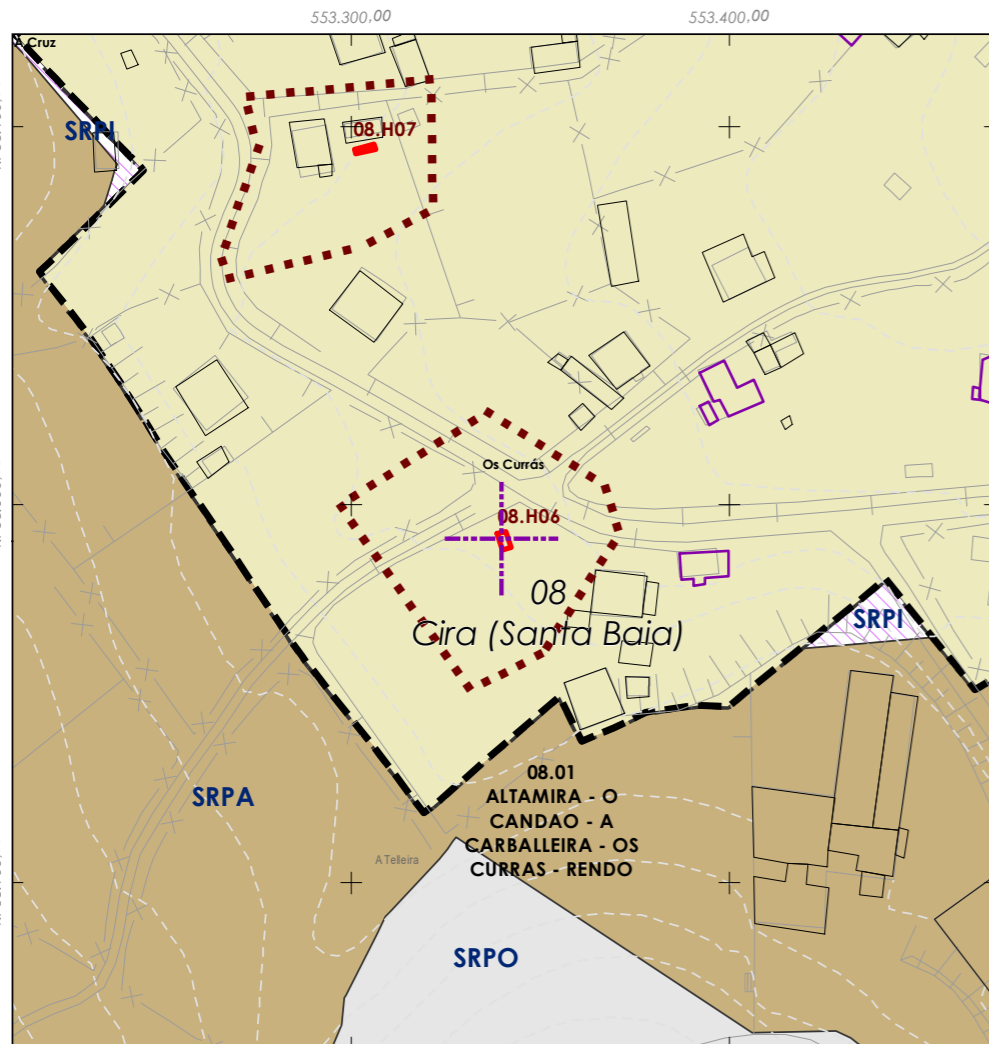 553.300,00
553.400,00
A Cruz
SRPI
08.H07
Os Currás
08.H06
08
Cira (Santa Baia)
SRPI
08.01
ALTAMIRA - O
CANDAO - A
CARBALLEIRA - OS
CURRAS - RENDO
SRPA
A Telleira
SRPO